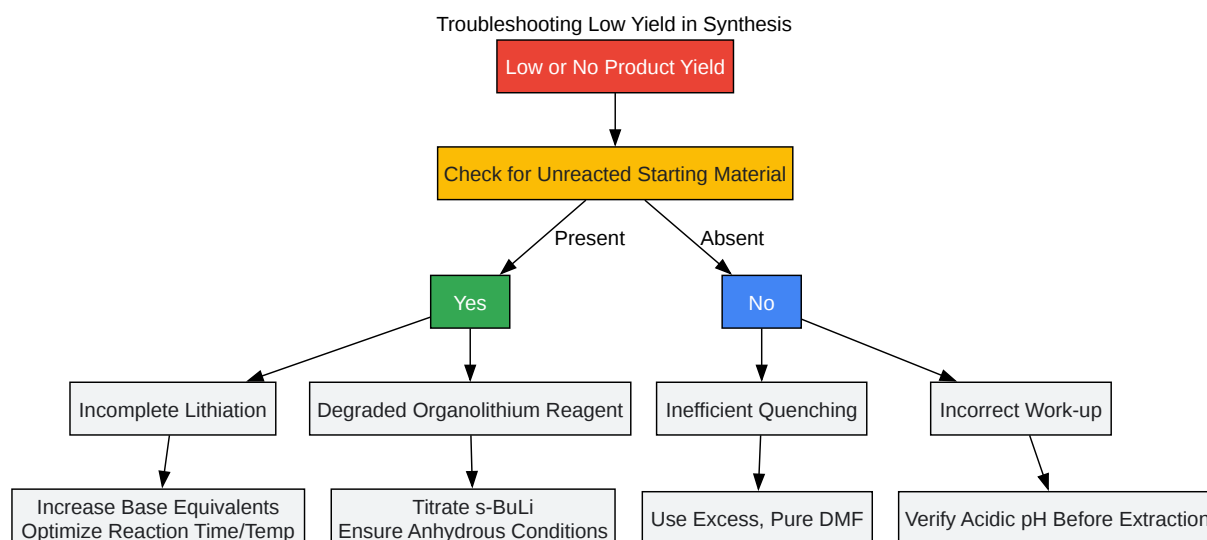 Troubleshooting Low Yield in Synthesis
Low or No Product Yield
Check for Unreacted Starting Material
Present
Absent
Yes
No
Incomplete Lithiation
Degraded Organolithium Reagent
Inefficient Quenching
Incorrect Work-up
Increase Base Equivalents
Optimize Reaction Time/Temp
Titrate s-BuLi
Ensure Anhydrous Conditions
Use Excess, Pure DMF
Verify Acidic pH Before Extraction